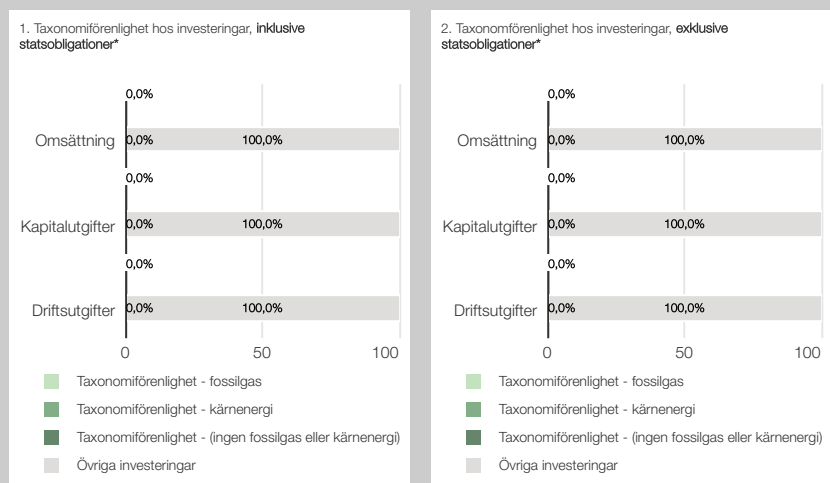 1. Taxonomiförenlighet hos investeringar, inklusive
statsobligationer*
0,0%
Omsättning 0,0% 100,0%
0,0%
Kapitalutgifter 0,0% 100,0%
0,0%
Driftsutgifter 0,0% 100,0%
0 50 100
Taxonomiförenlighet - fossilgas
Taxonomiförenlighet - kärnenergi
Taxonomiförenlighet - (ingen fossilgas eller kärnenergi)
Övriga investeringar
2. Taxonomförenlighet hos investeringar, exklusive
statsobligationer*
0,0%
Omsättning 0,0% 100,0%
0,0%
Kapitalutgifter 0,0% 100,0%
0,0%
Driftsutgifter 0,0% 100,0%
0 50 100
Taxonomiförenlighet - fossilgas
Taxonomiförenlighet - kärnenergi
Taxonomiförenlighet - (ingen fossilgas eller kärnenergi)
Övriga investeringar